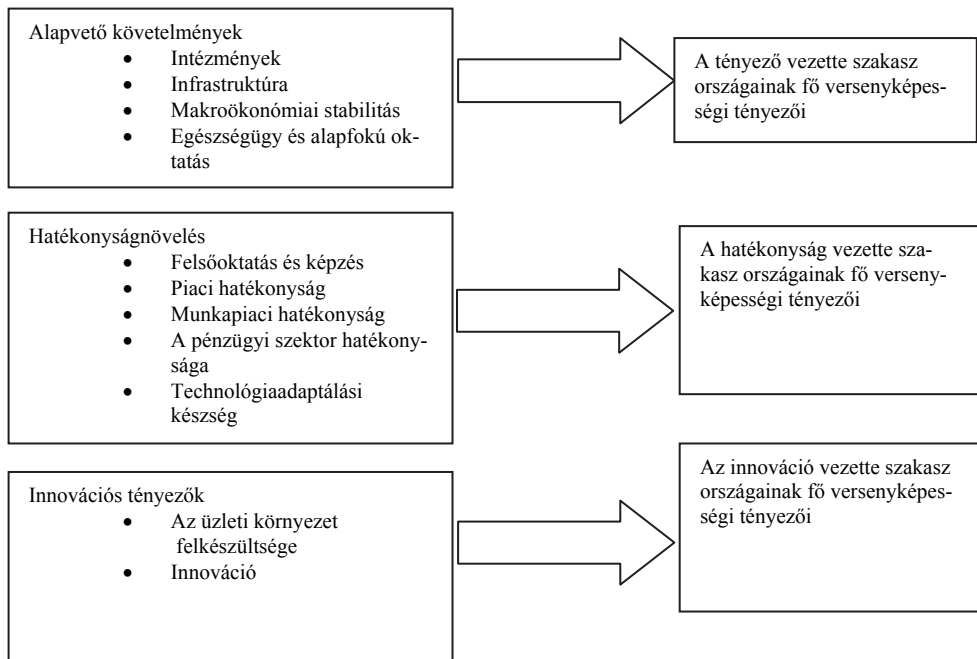 Alapvető követelmények
• Intézmények
• Infrastruktúra
• Makroökonómiai stabilitás
• Egészségügy és alapfokú ok-
tatás
A tényező vezette szakasz
országainak fő versenyképes-
ségi tényezői
Hatékonyságnövelés
• Felsőoktatás és képzés
• Piaci hatékonyság
• Munkapiaci hatékonyság
• A pénzügyi szektor hatékony-
sága
• Technológiaadaptálási
készség
A hatékonyság vezette sza-
kasz országainak fő verseny-
képességi tényezői
Innovációs tényezők
• Az üzleti környezet
felkészültsége
• Innováció
Az innováció vezette szakasz
országainak fő versenyképes-
ségi tényezői